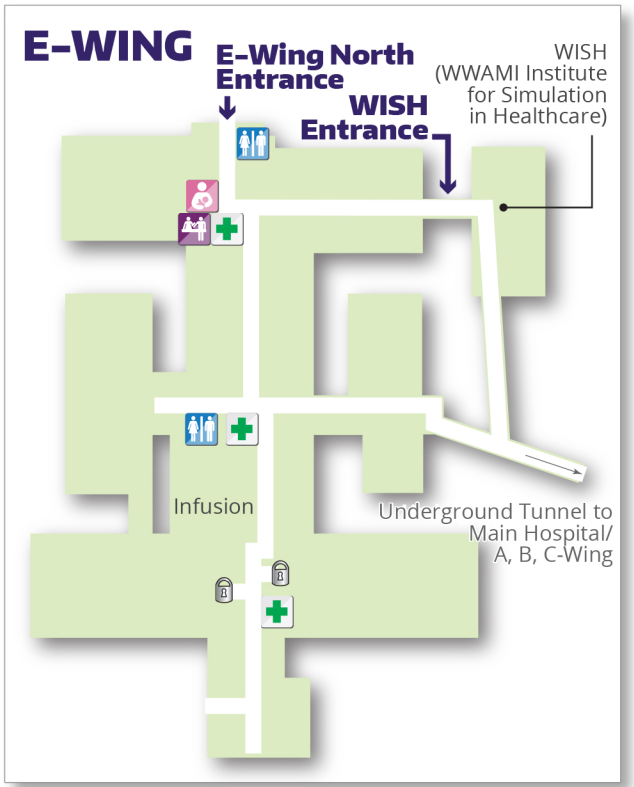 E-WING
E-Wing North
Entrance
WISH
Entrance
WISH
(WWAMI Institute
for Simulation
in Healthcare)
Infusion
Underground Tunnel to
Main Hospital/
A, B, C-Wing